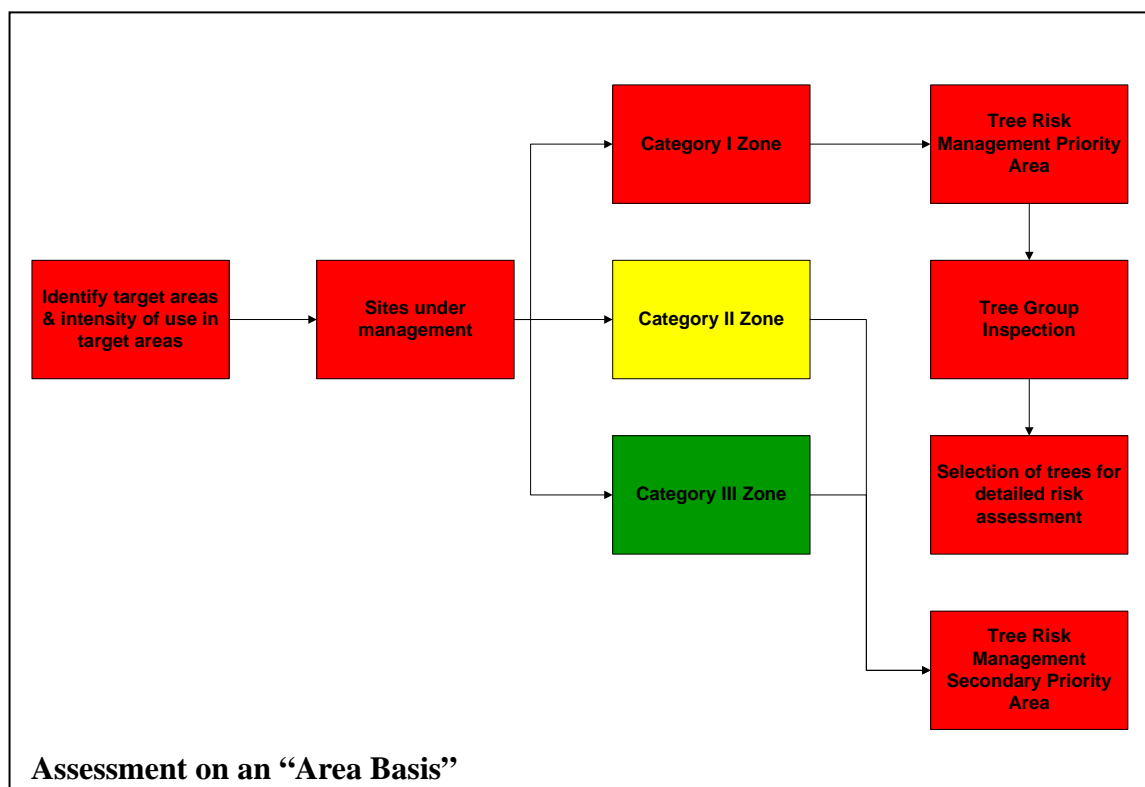 Identify target areas
& intensity of use in
target areas
Sites under
management
Category I Zone
Category II Zone
Category III Zone
Tree Risk
Management Priority
Area
Tree Group
Inspection
Selection of trees for
detailed risk
assessment
Tree Risk
Management
Secondary Priority
Area
Assessment on an “Area Basis”